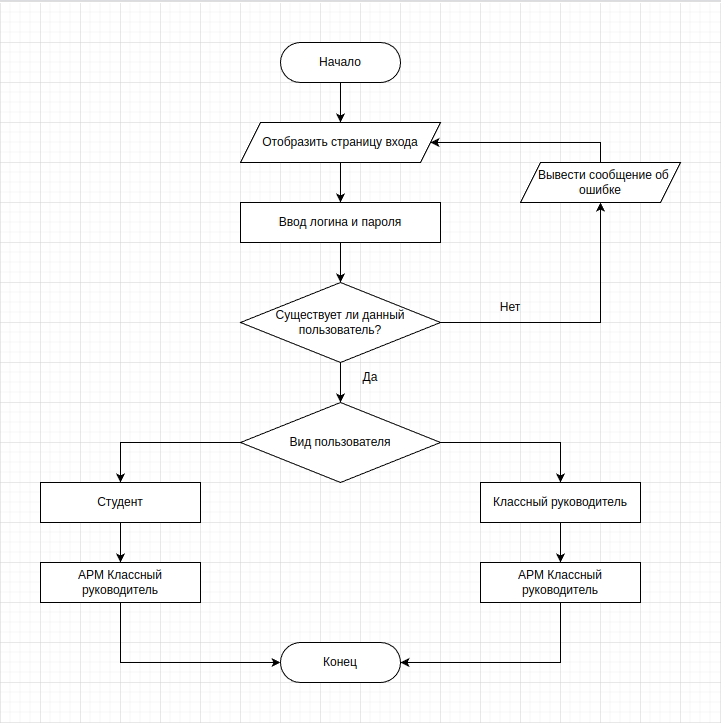 Начало
Отобразить страницу входа
Вывести сообщение об
ошибке
Ввод логина и пароля
Существует ли данный
пользователь?
Нет
Да
Вид пользователя
Студент
Классный руководитель
АРМ Классный
руководитель
АРМ Классный
руководитель
Конец